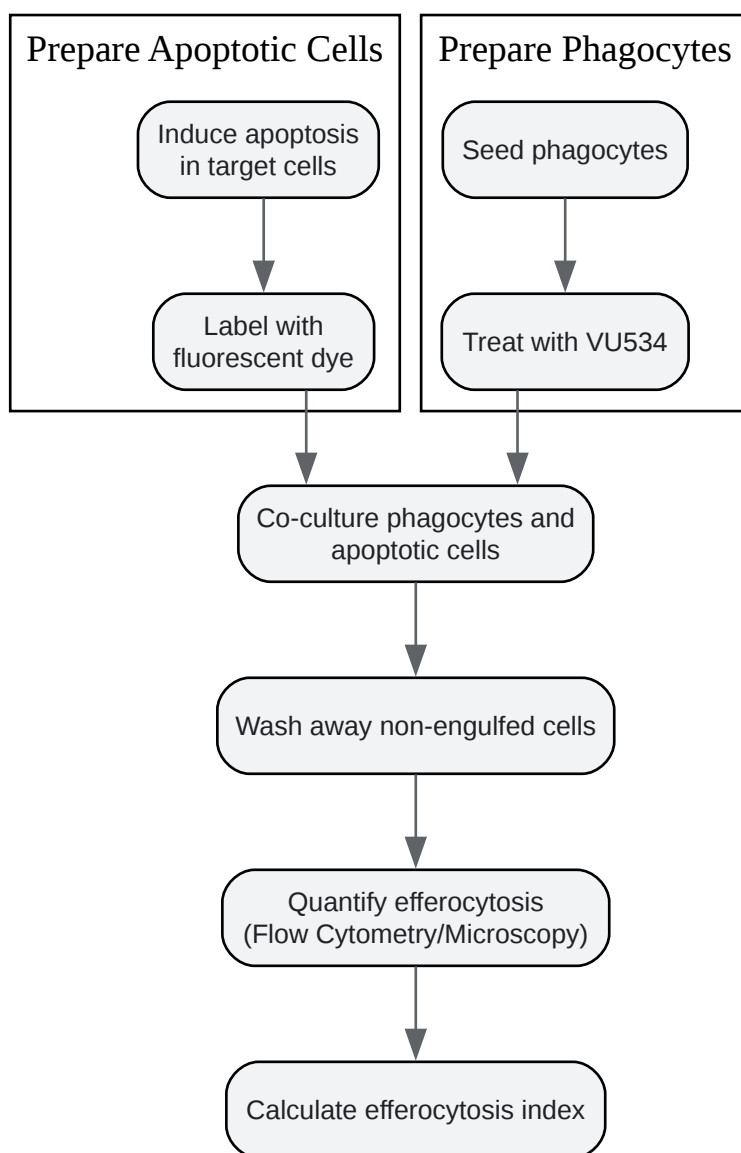 Prepare Apoptotic Cells
Induce apoptosis
in target cells
Label with
fluorescent dye
Prepare Phagocytes
Seed phagocytes
Treat with VU534
Co-culture phagocytes and
apoptotic cells
Wash away non-engulfed cells
Quantify efferocytosis
(Flow Cytometry/Microscopy)
Calculate efferocytosis index